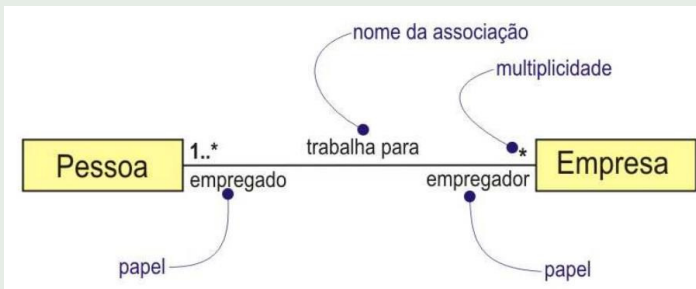 nome da associação
multiplicidade
Pessoa
1..*
trabalha para
*
Empresa
empregado
empregador
papel
papel